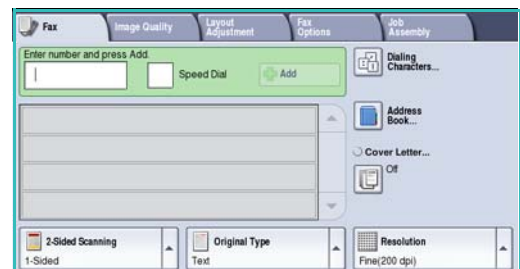 Fax
Image Quality
Layout
Adjustment
Fax
Options
Job
Assembly
Enter number and press Add.
Speed Dial
Add
Dialing
Characters...
Address
Book...
Cover Letter...
Off
2-Sided Scanning
1-Sided
Original Type
Text
Resolution
Fine(200 dpi)